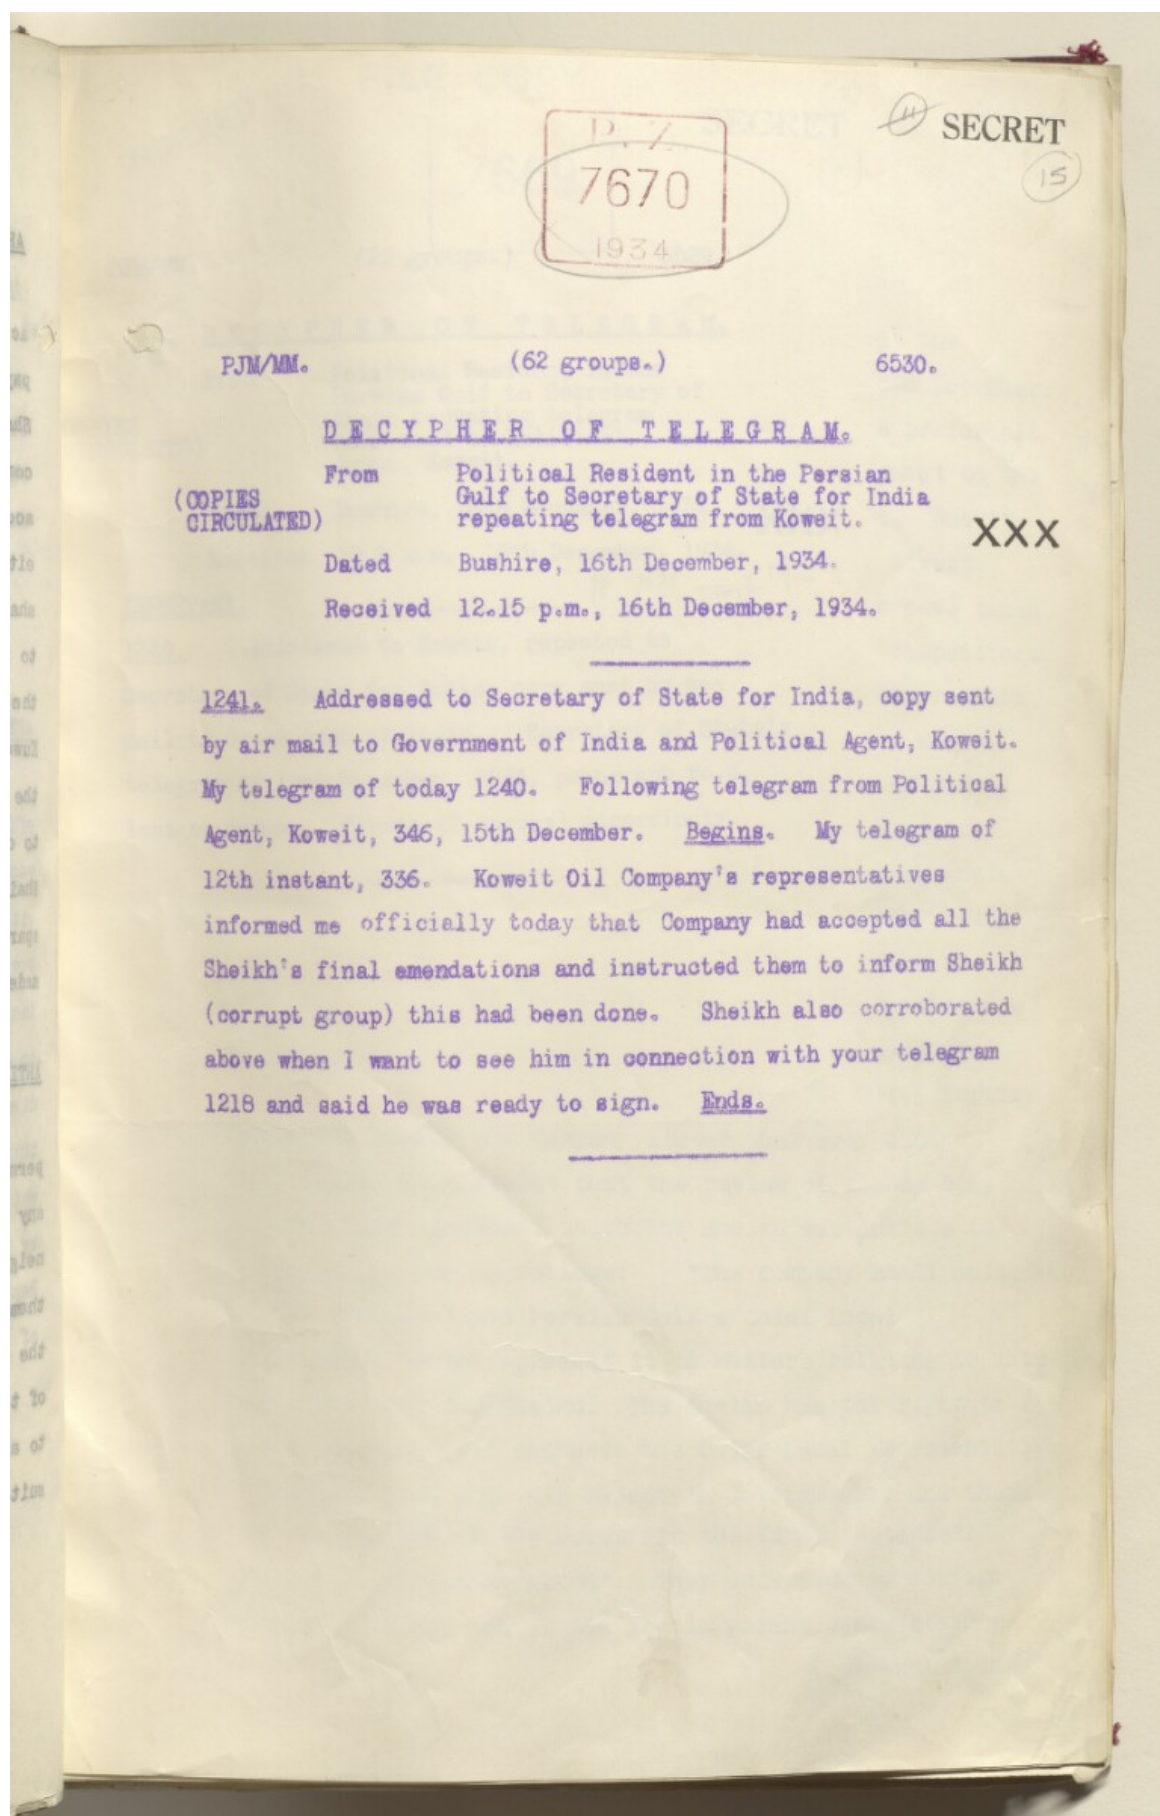 11 SECRET
15
P. Z
7670
1934
PJM/MM. (62 groups.) 6530.
DECYPHER OF TELEGRAM.
From Political Resident in the Persian
(COPIES Gulf to Secretary of State for India
CIRCULATED) repeating telegram from Koweit.
XXX
Dated Bushire, 16th December, 1934.
Received 12.15 p.m., 16th December, 1934.
1241. Addressed to Secretary of State for India, copy sent
by air mail to Government of India and Political Agent, Koweit.
My telegram of today 1240. Following telegram from Political
Agent, Koweit, 346, 15th December. Begins. My telegram of
12th instant, 336. Koweit Oil Company's representatives
informed me officially today that Company had accepted all the
Sheikh's final emendations and instructed them to inform Sheikh
(corrupt group) this had been done. Sheikh also corroborated
above when I want to see him in connection with your telegram
1218 and said he was ready to sign. Ends.